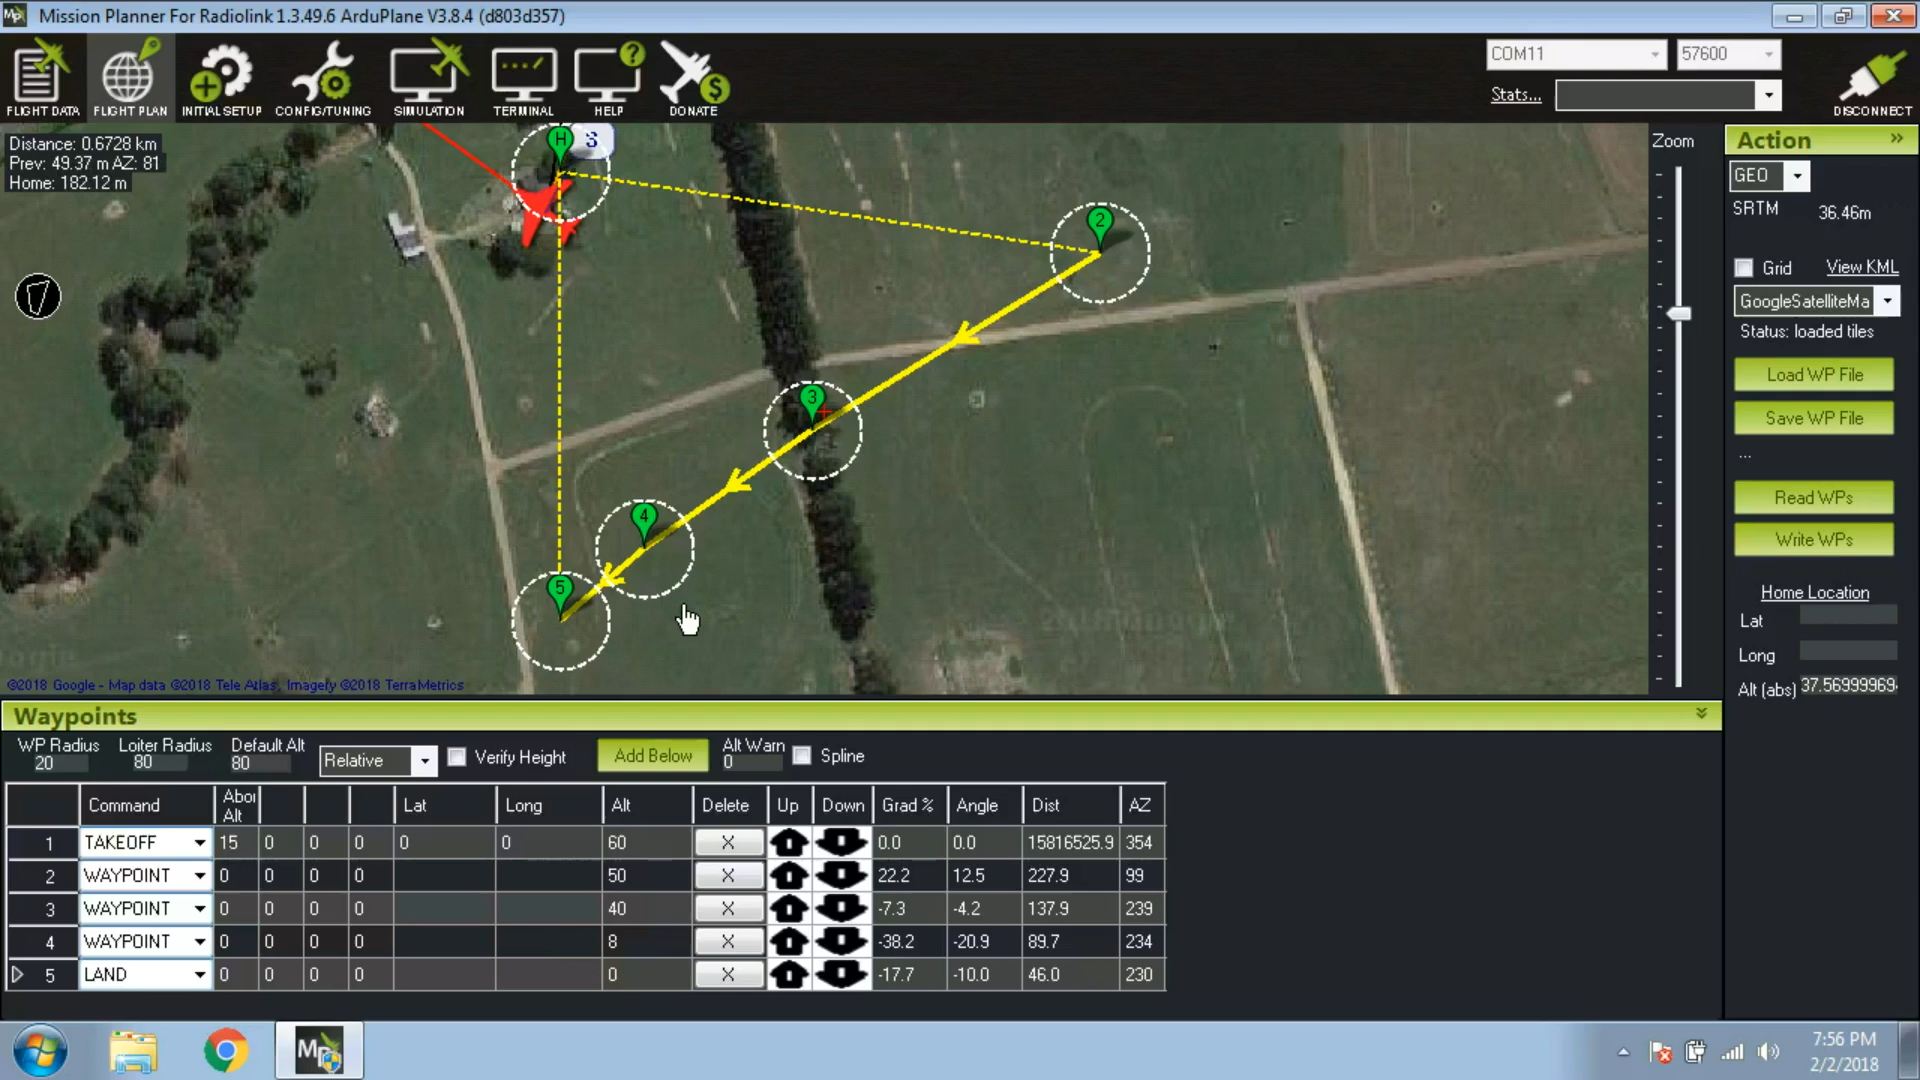 Mission Planner For Radiolink 1.3.49.6 ArduPlane V3.8.4 (d803d357)
FLIGHT DATA FLIGHT PLAN INITIAL SETUP CONFIG/TUNING SIMULATION TERMINAL HELP DONATE
COM11 57600
Stats...
DISCONNECT
Distance: 0.6728 km
Prev: 49.37 m AZ: 81
Home: 182.12 m
H
S
2
3
4
5
©2018 Google - Map data ©2018 Tele Atlas, Imagery ©2018 TerraMetrics
Zoom
Action »
GEO
SRTM 36.46m
Grid View KML
GoogleSatelliteMa
Status: loaded tiles
Load WP File
Save WP File
...
Read WPs
Write WPs
Home Location
Lat
Long
Alt (abs) 37.56999969
Waypoints
WP Radius Loiter Radius Default Alt
20 80 80
Relative Verify Height Add Below
Alt Warn
0
Spline
Command Abor Alt Lat Long Alt Delete Up Down Grad % Angle Dist AZ
1 TAKEOFF 15 0 0 0 0 0 60 X 0.0 0.0 15816525.9 354
2 WAYPOINT 0 0 0 0 50 X 22.2 12.5 227.9 99
3 WAYPOINT 0 0 0 0 40 X -7.3 -4.2 137.9 239
4 WAYPOINT 0 0 0 0 8 X -38.2 -20.9 89.7 234
5 LAND 0 0 0 0 0 X -17.7 -10.0 46.0 230
Mp
7:56 PM
2/2/2018